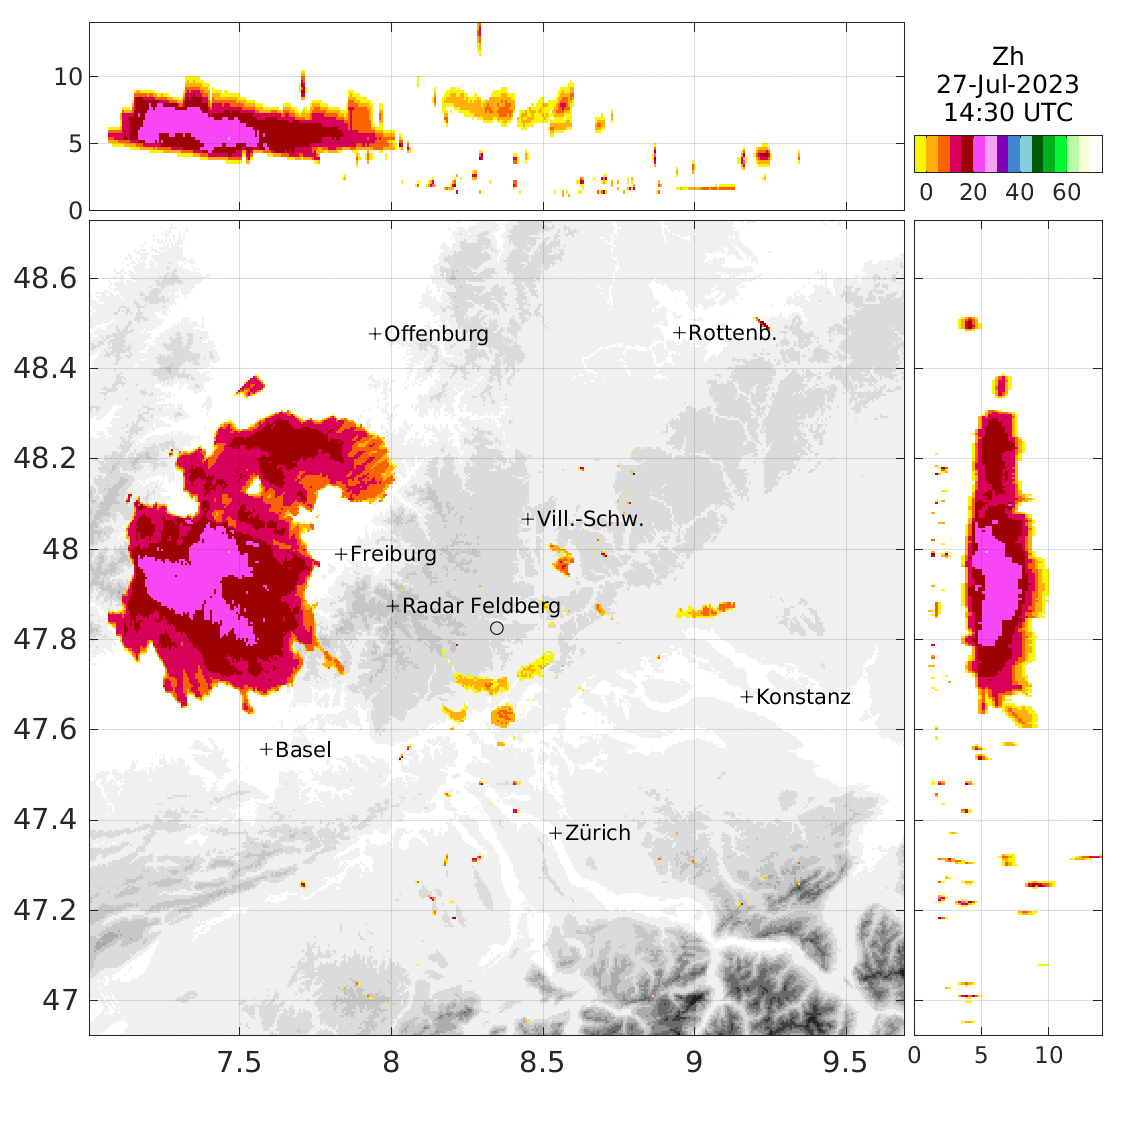 Zh
27-Jul-2023
14:30 UTC
0 20 40 60
10
5
0
48.6
48.4
48.2
48
47.8
47.6
47.4
47.2
47
Offenburg
Rottenb.
Vill.-Schw.
Freiburg
Radar Feldberg
Konstanz
Basel
Zürich
7.5 8 8.5 9 9.5
0 5 10